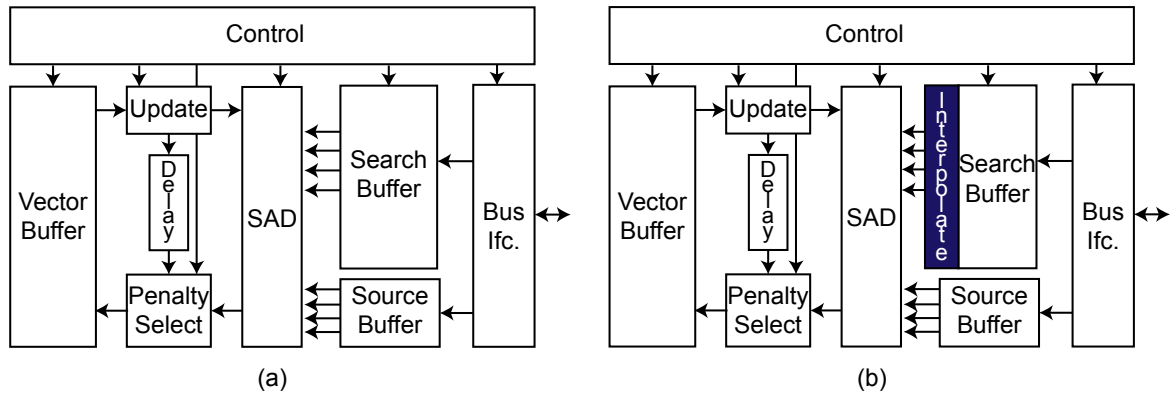 Control
Update
Delay
Vector
Buffer
SAD
Search
Buffer
Bus
Ifc.
Penalty
Select
Source
Buffer
(a)
Control
Update
Delay
Vector
Buffer
SAD
Interpolate
Search
Buffer
Bus
Ifc.
Penalty
Select
Source
Buffer
(b)